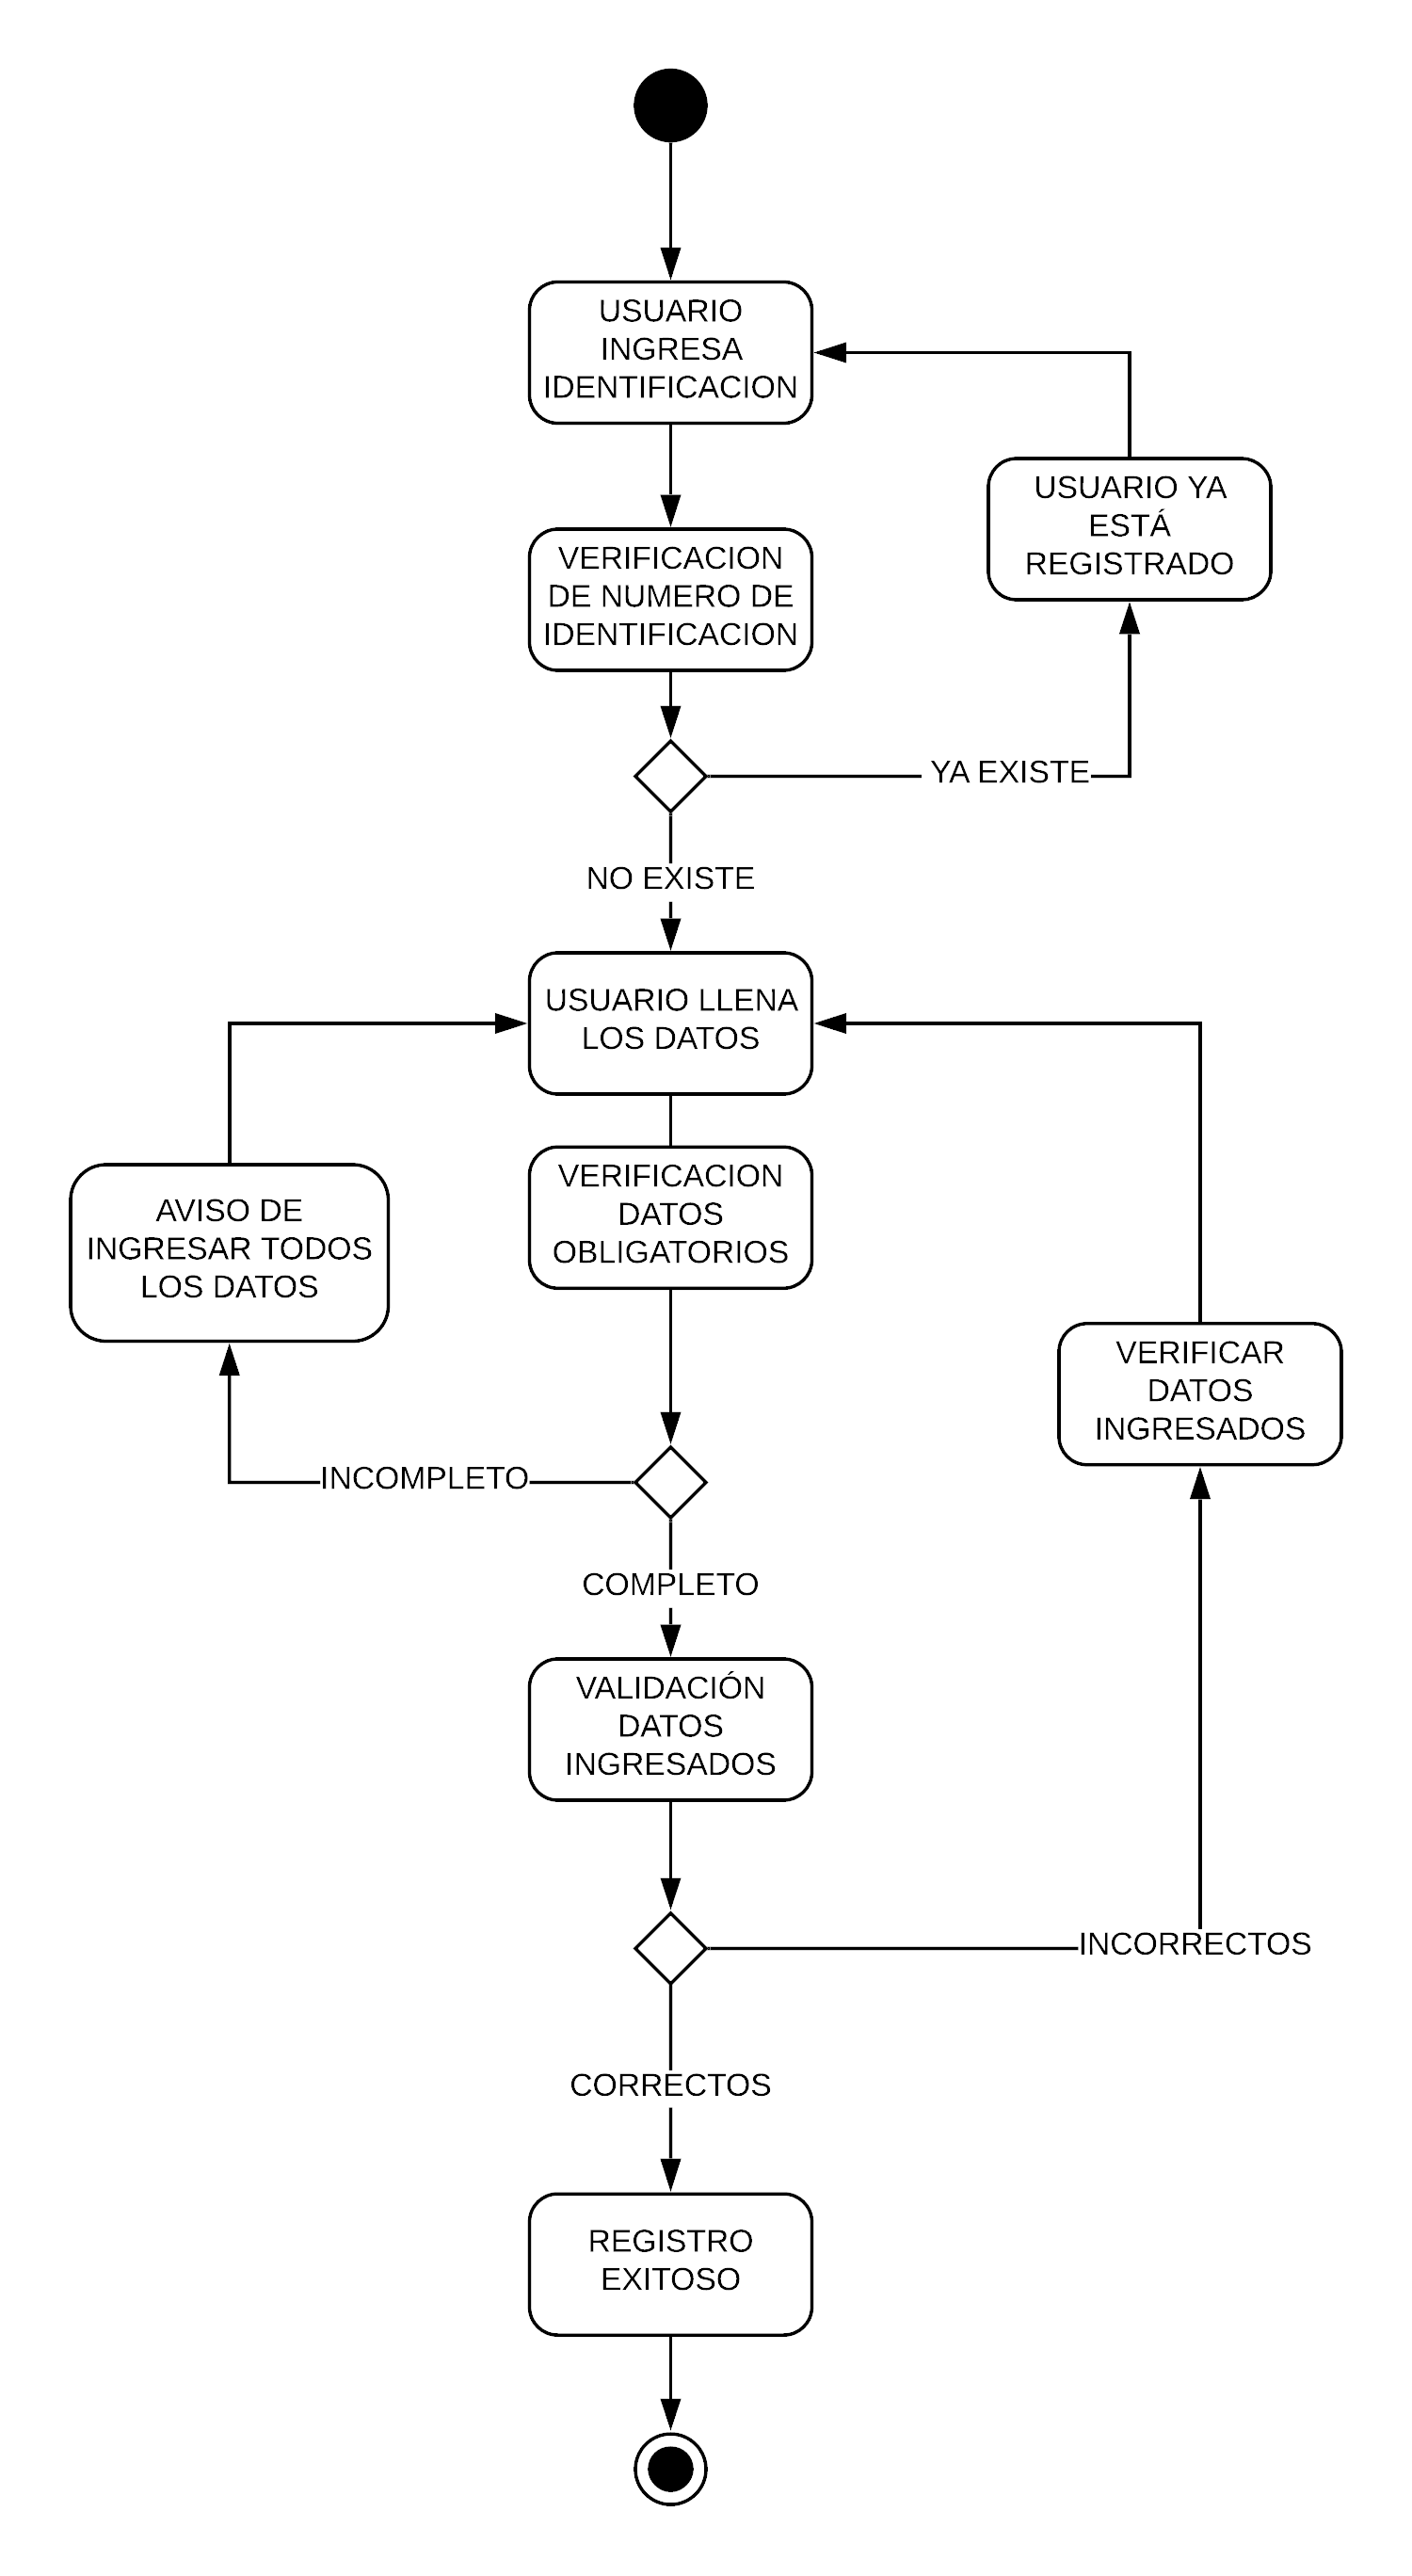 USUARIO
INGRESA
IDENTIFICACION
USUARIO YA
ESTÁ
REGISTRADO
VERIFICACION
DE NUMERO DE
IDENTIFICACION
YA EXISTE
NO EXISTE
USUARIO LLENA
LOS DATOS
VERIFICACION
DATOS
OBLIGATORIOS
AVISO DE
INGRESAR TODOS
LOS DATOS
VERIFICAR
DATOS
INGRESADOS
INCOMPLETO
COMPLETO
VALIDACIÓN
DATOS
INGRESADOS
INCORRECTOS
CORRECTOS
REGISTRO
EXITOSO